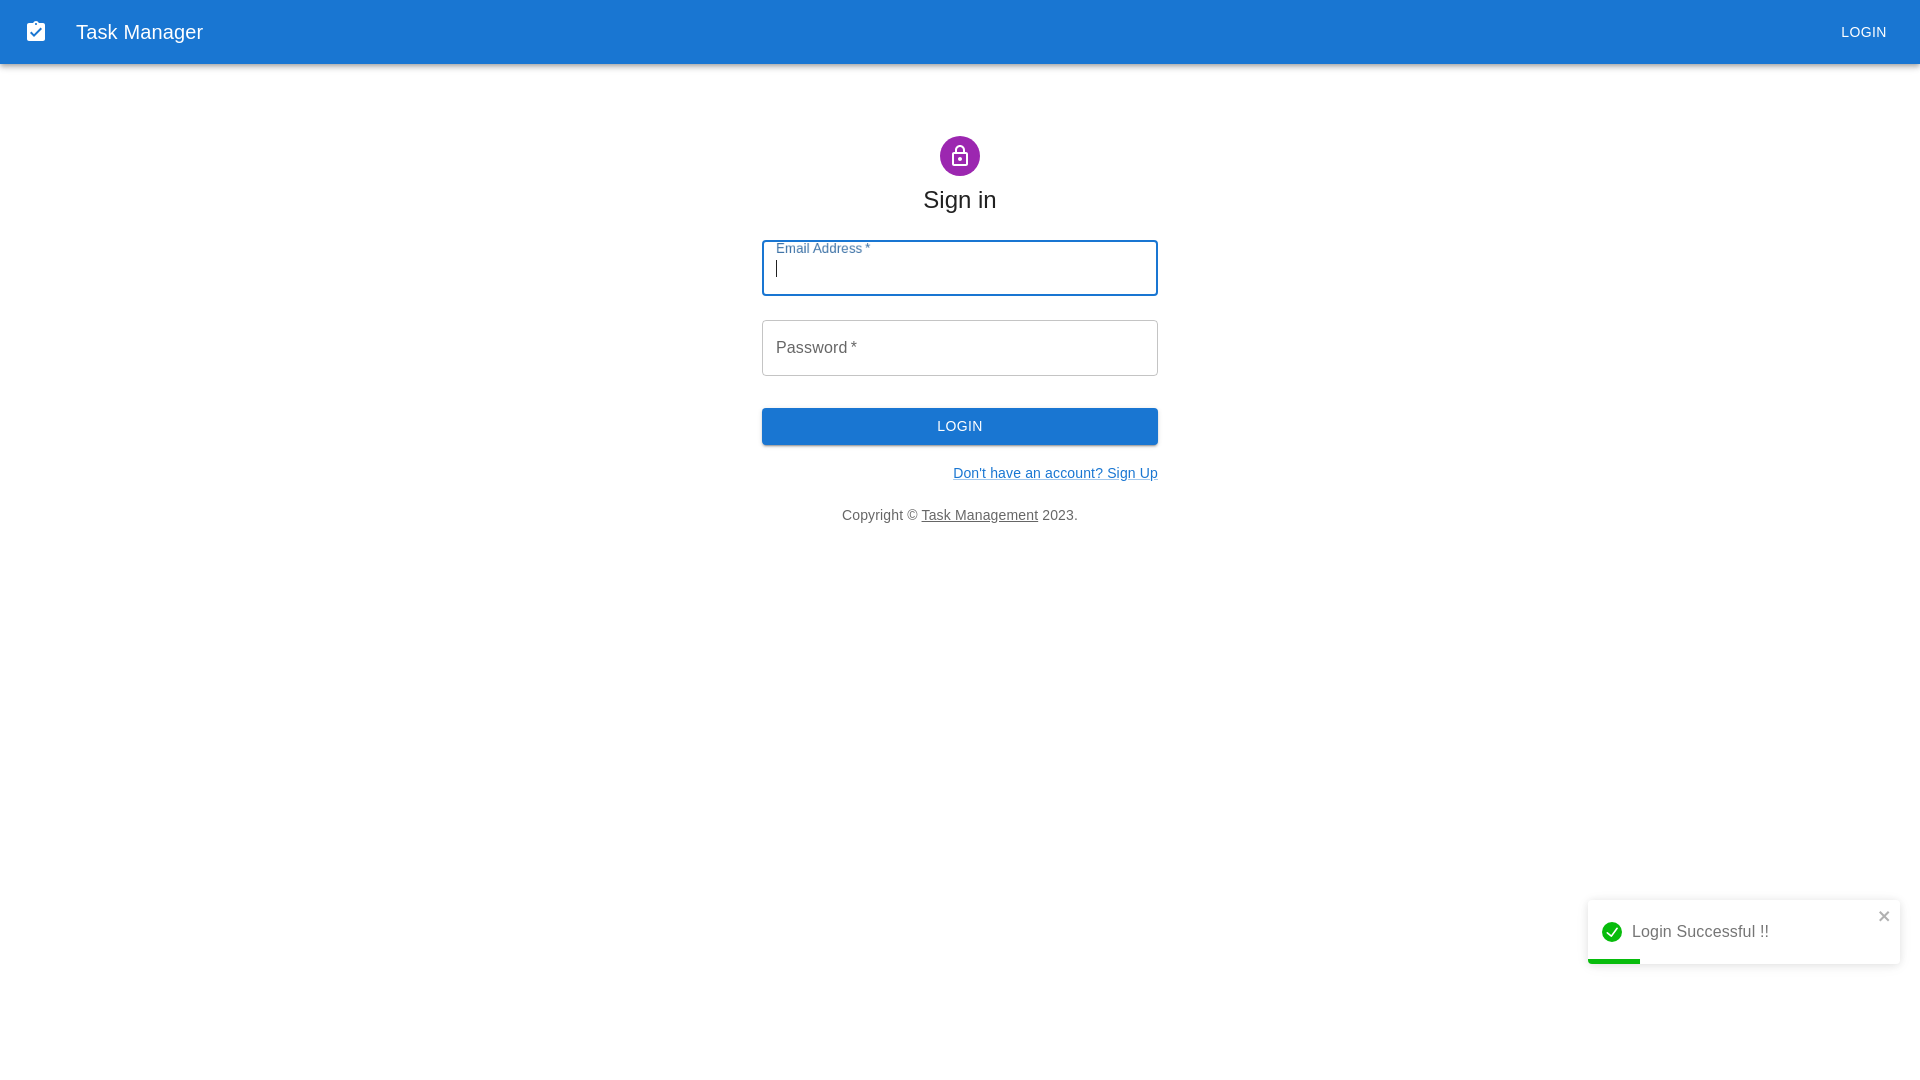 Task Manager
LOGIN
Sign in
Email Address *
Password *
LOGIN
Don't have an account? Sign Up
Copyright © Task Management 2023.
Login Successful !!